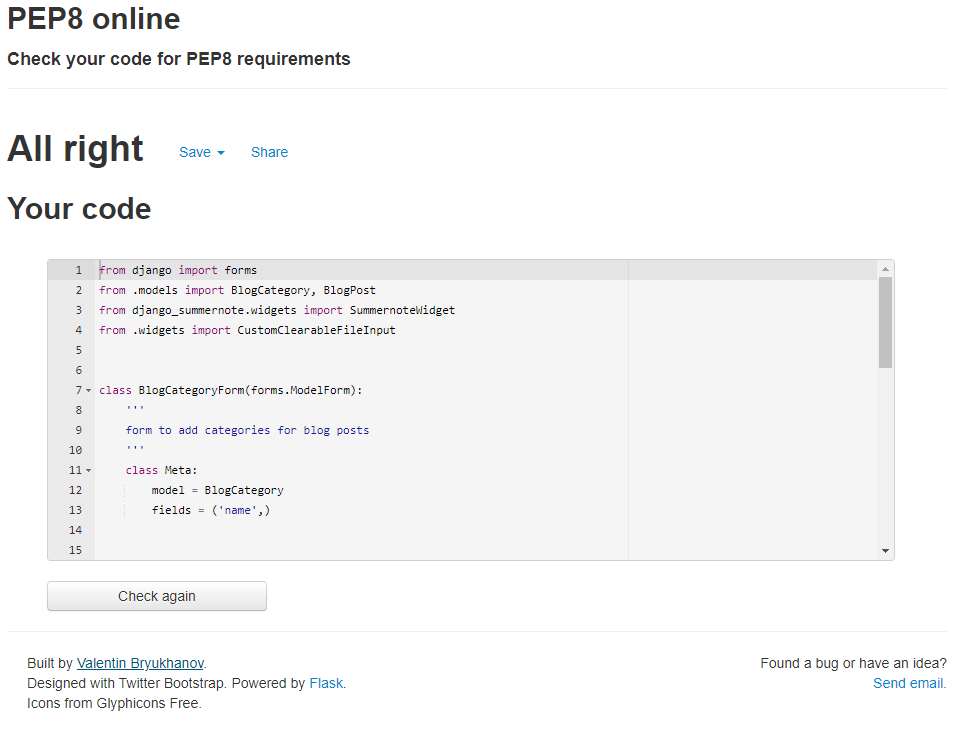 PEP8 online
Check your code for PEP8 requirements
All right Save Share
Your code
1 from django import forms
2 from .models import BlogCategory, BlogPost
3 from django_summernote.widgets import SummernoteWidget
4 from .widgets import CustomClearableFileInput
5
6
7 class BlogCategoryForm(forms.ModelForm):
8 '''
9 form to add categories for blog posts
10 '''
11 class Meta:
12 model = BlogCategory
13 fields = ('name',)
14
15
Check again
Built by Valentin Bryukhanov.
Designed with Twitter Bootstrap. Powered by Flask.
Icons from Glyphicons Free.
Found a bug or have an idea?
Send email.